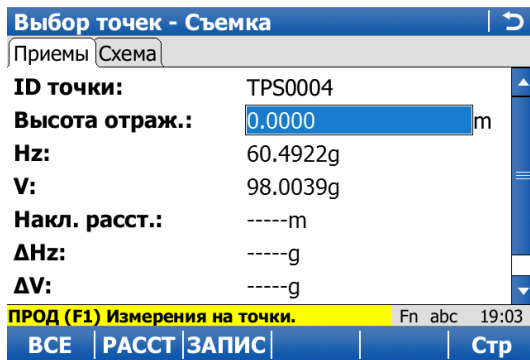 Выбор точек - Съемка
Приемы Схема
ID точки: TPS0004
Высота отраж.: 0.0000 m
Hz: 60.4922g
V: 98.0039g
Накл. расст.: -----m
ΔHz: -----g
ΔV: -----g
ПРОД (F1) Измерения на точки. Fn abc 19:03
ВСЕ РАССТ ЗАПИС Стр